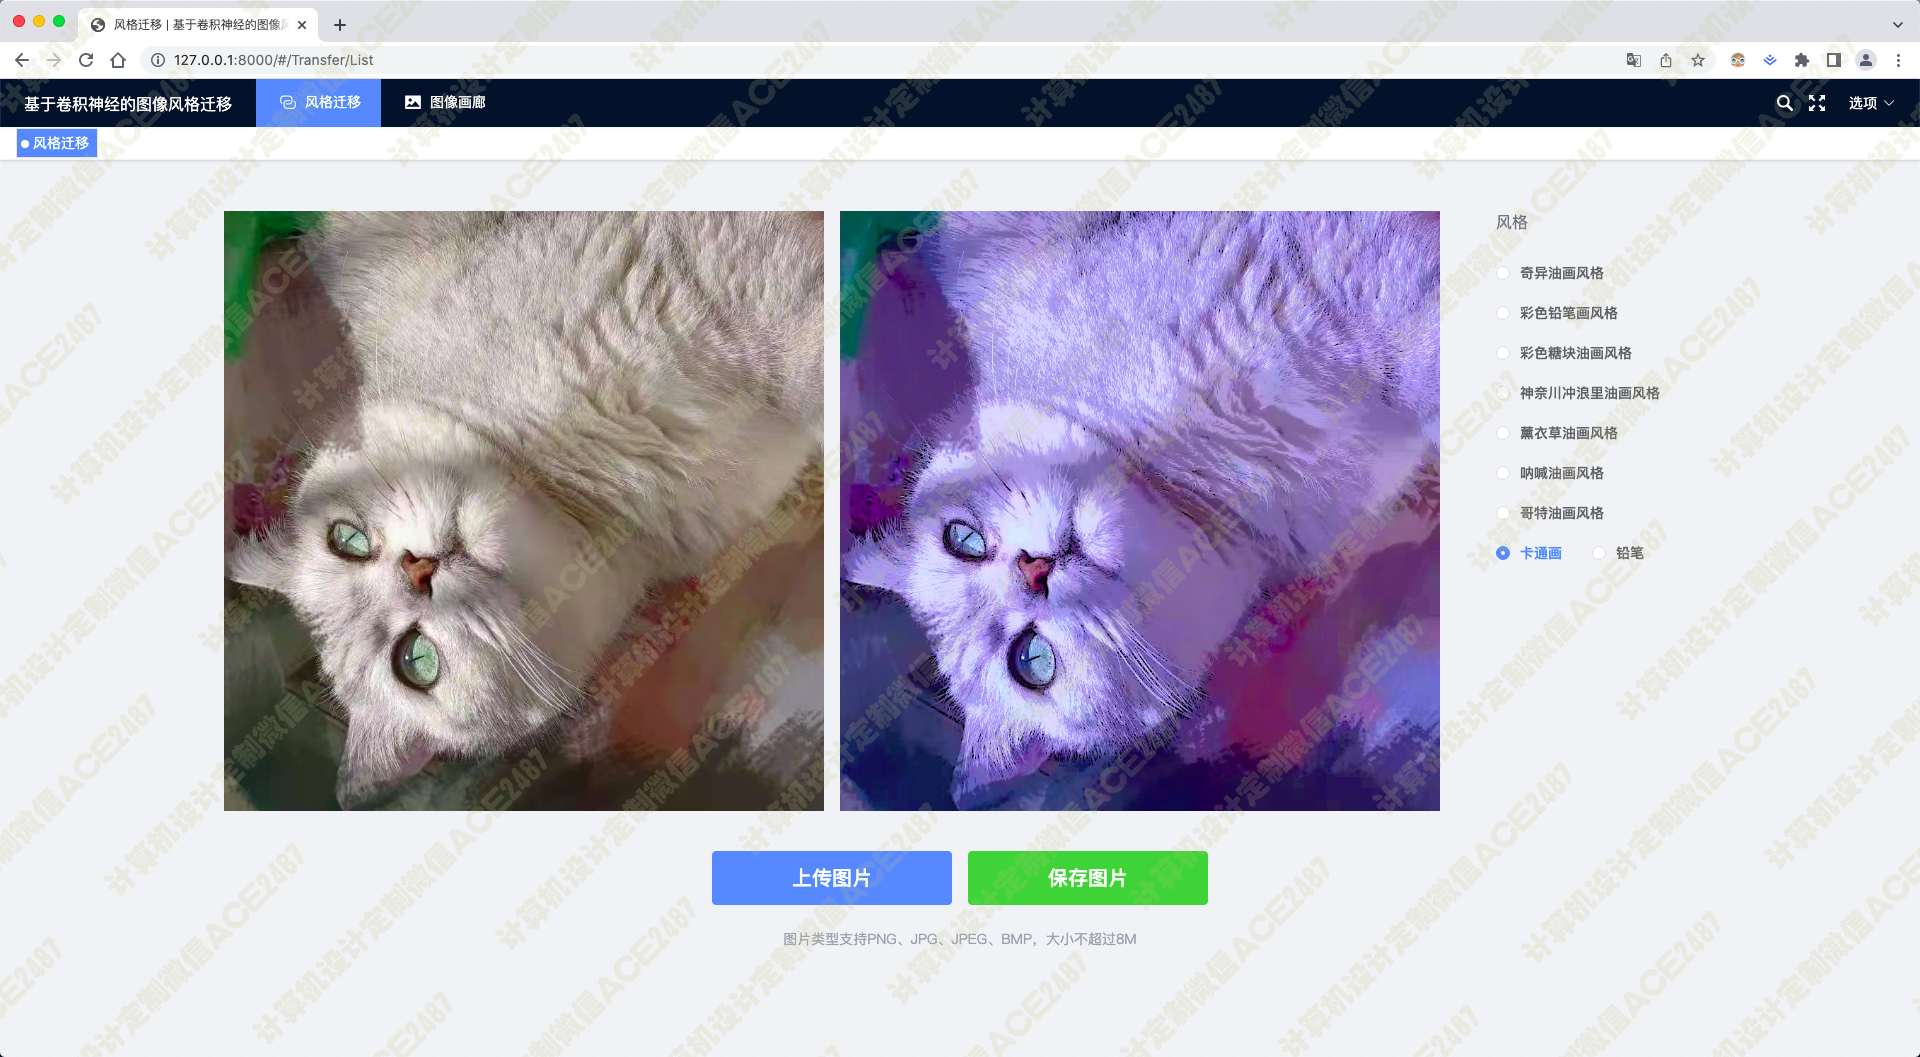 风格迁移 | 基于卷积神经的图像风
127.0.0.1:8000/#/Transfer/List
基于卷积神经的图像风格迁移
风格迁移
图像画廊
选项
风格迁移
风格
奇异油画风格
彩色铅笔画风格
彩色糖块油画风格
神奈川冲浪里油画风格
薰衣草油画风格
呐喊油画风格
哥特油画风格
卡通画
铅笔
上传图片
保存图片
图片类型支持PNG、JPG、JPEG、BMP，大小不超过8M
计算机设计定制微信ACE2487